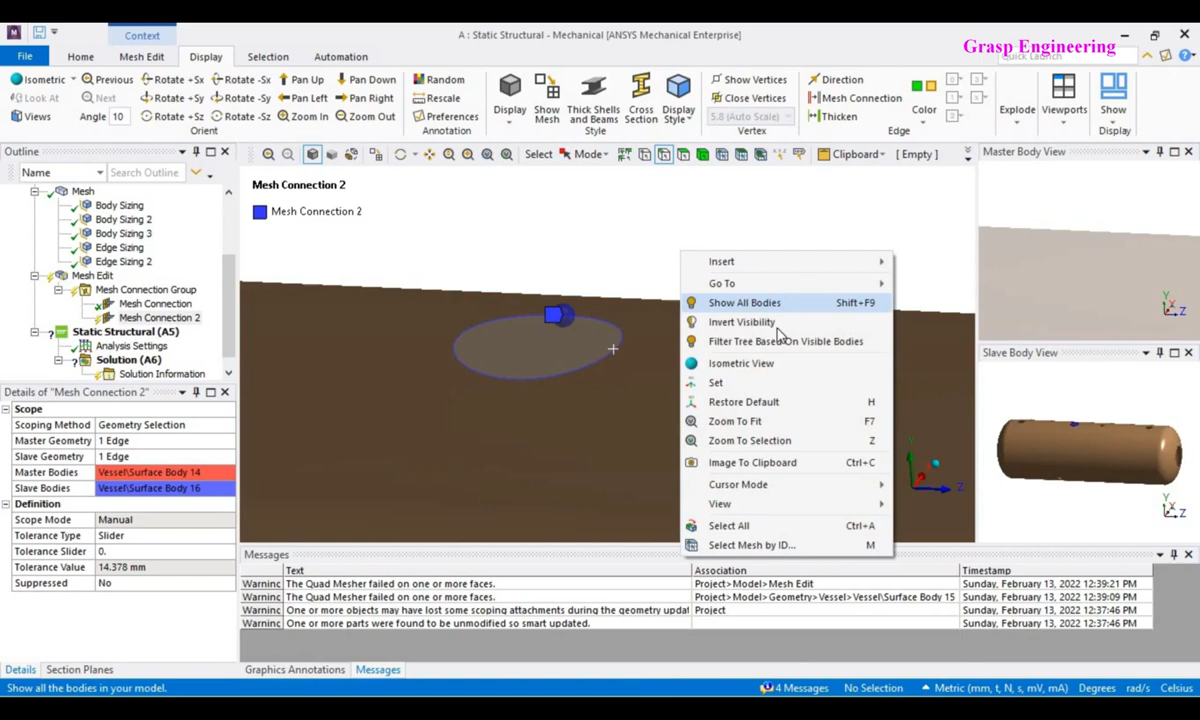 Context
A : Static Structural - Mechanical [ANSYS Mechanical Enterprise]
Grasp Engineering
File
Home
Mesh Edit
Display
Selection
Automation
Quick Launch
Isometric
Previous
Rotate +Sx
Rotate -Sx
Pan Up
Pan Down
Look At
Next
Rotate +Sy
Rotate -Sy
Pan Left
Pan Right
Views
Angle 10
Rotate +Sz
Rotate -Sz
Zoom In
Zoom Out
Orient
Random
Rescale
Preferences
Annotation
Display
Show Mesh
Thick Shells and Beams
Cross Section
Display Style
Style
Show Vertices
Close Vertices
5.8 (Auto Scale)
Vertex
Direction
Mesh Connection
Thicken
Color
Edge
Explode
Viewports
Show
Display
Outline
Name
Search Outline
Mesh
Body Sizing
Body Sizing 2
Body Sizing 3
Edge Sizing
Edge Sizing 2
Mesh Edit
Mesh Connection Group
Mesh Connection
Mesh Connection 2
Static Structural (A5)
Analysis Settings
Solution (A6)
Solution Information
Select
Mode
Clipboard
[ Empty ]
Mesh Connection 2
Mesh Connection 2
Insert
Go To
Show All Bodies Shift+F9
Invert Visibility
Filter Tree Based On Visible Bodies
Isometric View
Set
Restore Default H
Zoom To Fit F7
Zoom To Selection Z
Image To Clipboard Ctrl+C
Cursor Mode
View
Select All Ctrl+A
Select Mesh by ID... M
Y
Z
Master Body View
Y
Z
Slave Body View
Y
Z
Details of "Mesh Connection 2"
Scope
Scoping Method Geometry Selection
Master Geometry 1 Edge
Slave Geometry 1 Edge
Master Bodies Vessel\Surface Body 14
Slave Bodies Vessel\Surface Body 16
Definition
Scope Mode Manual
Tolerance Type Slider
Tolerance Slider 0.
Tolerance Value 14.378 mm
Suppressed No
Details
Section Planes
Messages
Text Association Timestamp
Warninc The Quad Mesher failed on one or more faces. Project>Model>Mesh Edit Sunday, February 13, 2022 12:39:21 PM
Warninc The Quad Mesher failed on one or more faces. Project>Model>Geometry>Vessel>Vessel\Surface Body 15 Sunday, February 13, 2022 12:39:09 PM
Warninc One or more objects may have lost some scoping attachments during the geometry updat Project Sunday, February 13, 2022 12:37:46 PM
Warninc One or more parts were found to be unmodified so smart updated. Sunday, February 13, 2022 12:37:46 PM
Graphics Annotations
Messages
Show all the bodies in your model.
4 Messages
No Selection
Metric (mm, t, N, s, mV, mA)
Degrees
rad/s
Celsius